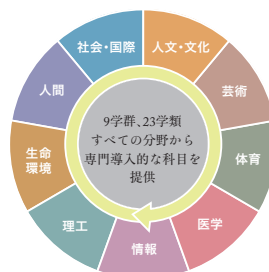 社会・国際
人文・文化
芸術
体育
医学
情報
理工
生命
環境
人間
9学群、23学類
すべての分野から
専門導入的な科目を
提供